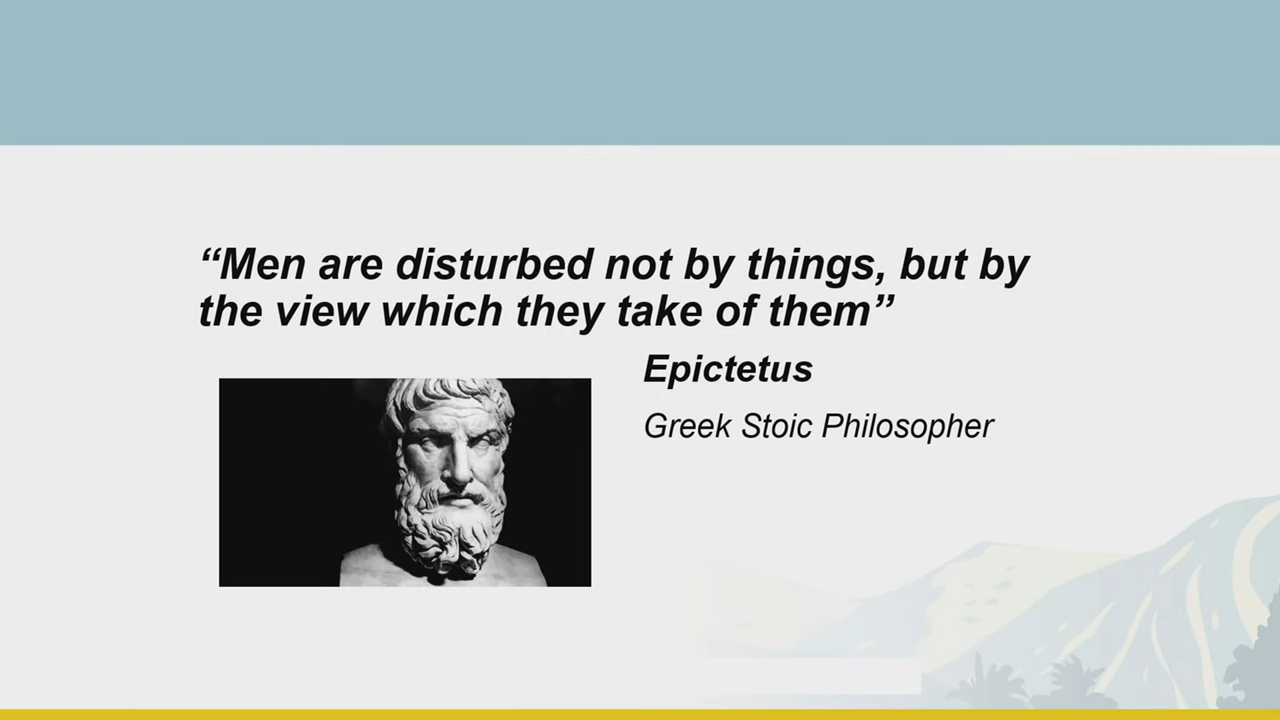 “Men are disturbed not by things, but by
the view which they take of them”
Epictetus
Greek Stoic Philosopher